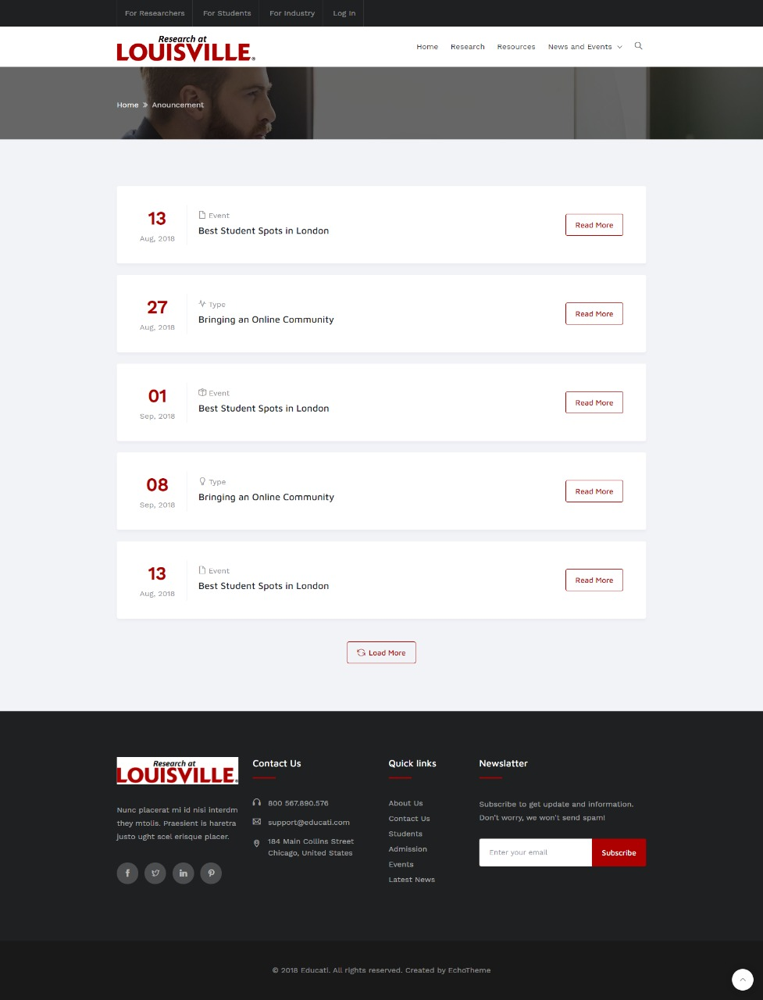 For Researchers
For Students
For Industry
Log In
Research at
LOUISVILLE®
Home
Research
Resources
News and Events
Home » Anouncement
13
Aug, 2018
Event
Best Student Spots in London
Read More
27
Aug, 2018
Type
Bringing an Online Community
Read More
01
Sep, 2018
Event
Best Student Spots in London
Read More
08
Sep, 2018
Type
Bringing an Online Community
Read More
13
Aug, 2018
Event
Best Student Spots in London
Read More
Load More
Research at
LOUISVILLE®
Nunc placerat mi id nisi interdm
they mtolis. Praesient is haretra
justo ught scel erisque placer.
Contact Us
800 567.890.576
support@educati.com
184 Main Collins Street
Chicago, United States
Quick links
About Us
Contact Us
Students
Admission
Events
Latest News
Newslatter
Subscribe to get update and information.
Don't worry, we won't send spam!
Enter your email
Subscribe
© 2018 Educati. All rights reserved. Created by EchoTheme